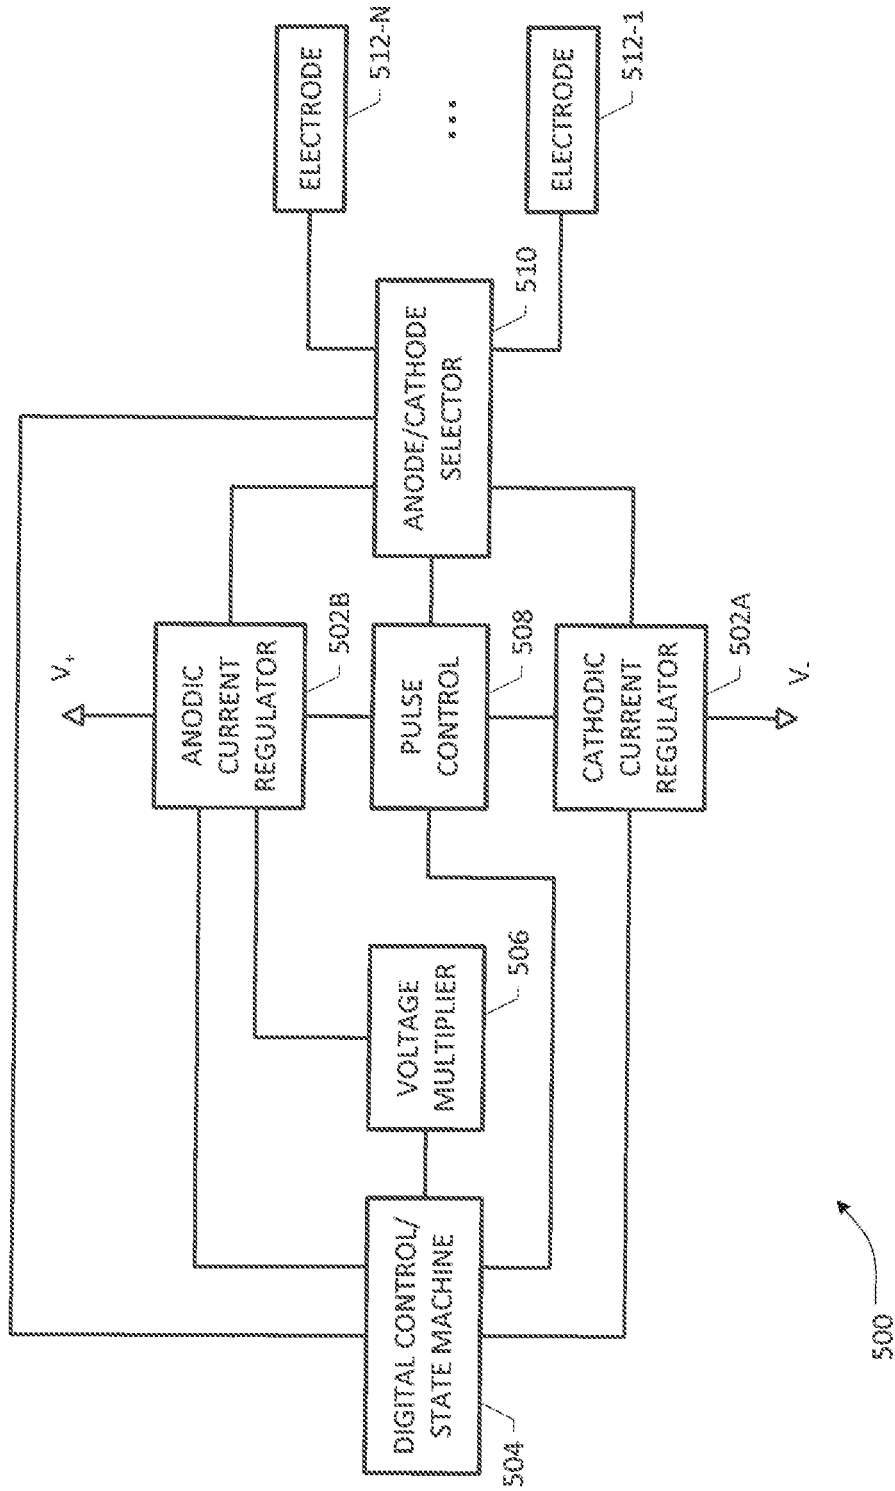 V+
ANODIC
CURRENT
REGULATOR
502B
DIGITAL CONTROL/
STATE MACHINE
504
VOLTAGE
MULTIPLIER
506
PULSE
CONTROL
508
ANODE/CATHODE
SELECTOR
510
ELECTRODE
512-N
...
ELECTRODE
512-1
CATHODIC
CURRENT
REGULATOR
502A
V-
500